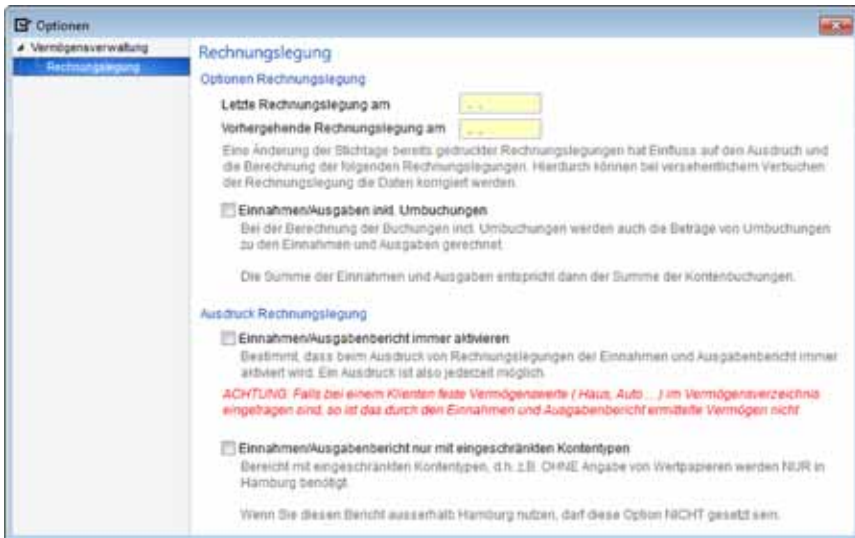 Optionen
Vermögensverwaltung
Rechnungslegung
Rechnungslegung
Optionen Rechnungslegung
Letzte Rechnungslegung am
Vorhergehende Rechnungslegung am
Eine Änderung der Stichtage bereits gedruckter Rechnungslegungen hat Einfluss auf den Ausdruck und
die Berechnung der folgenden Rechnungslegungen. Hierdurch können bei versehentlichem Verbuchen
der Rechnungslegung die Daten korrigiert werden.
Einnahmen/Ausgaben inkl. Umbuchungen
Bei der Berechnung der Buchungen incl. Umbuchungen werden auch die Beträge von Umbuchungen
zu den Einnahmen und Ausgaben gerechnet.
Die Summe der Einnahmen und Ausgaben entspricht dann der Summe der Kontenbuchungen.
Ausdruck Rechnungslegung
Einnahmen/Ausgabenbericht immer aktivieren
Bestimmt, dass beim Ausdruck von Rechnungslegungen der Einnahmen und Ausgabenbericht immer
aktiviert wird. Ein Ausdruck ist also jederzeit möglich.
ACHTUNG: Falls bei einem Klienten feste Vermögenswerte ( Haus, Auto ... ) im Vermögensverzeichnis
eingetragen sind, so ist das durch den Einnahmen und Ausgabenbericht ermittelte Vermögen nicht
Einnahmen/Ausgabenbericht nur mit eingeschränkten Kontentypen
Bereicht mit eingeschränkten Kontentypen, d.h. z.B. OHNE Angabe von Wertpapieren werden NUR in
Hamburg benötigt.
Wenn Sie diesen Bericht ausserhalb Hamburg nutzen, darf diese Option NICHT gesetzt sein.